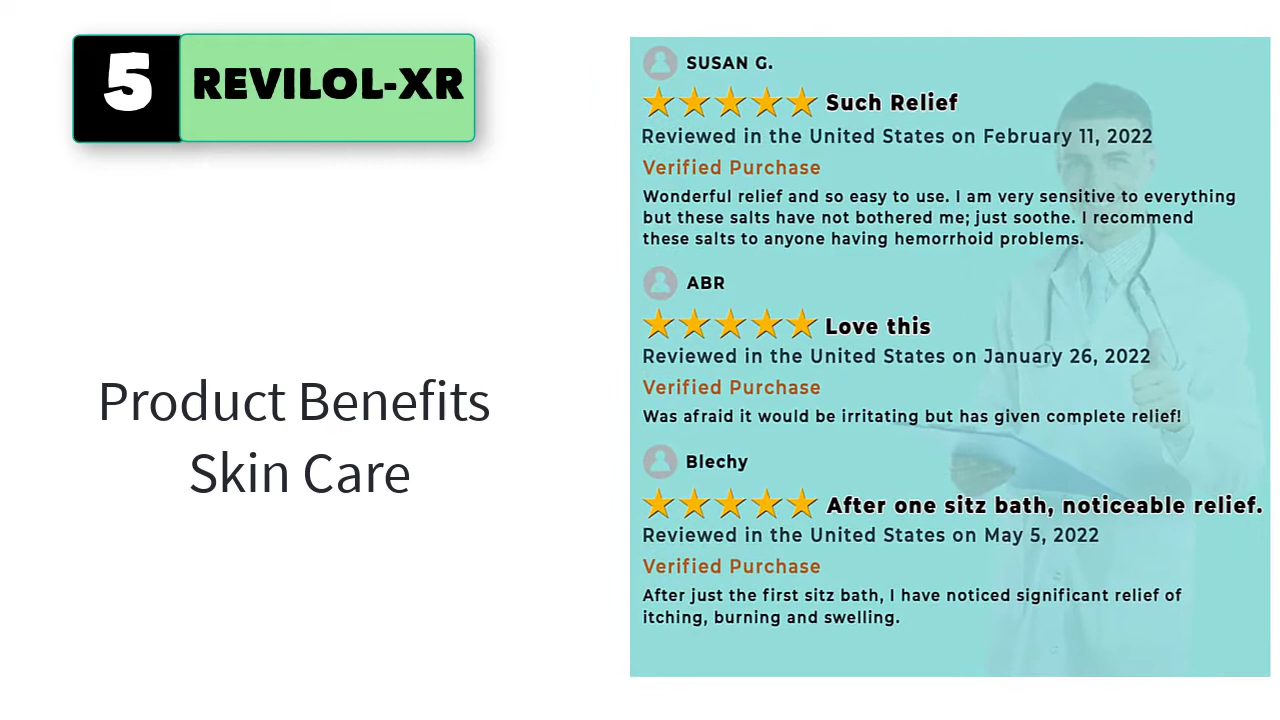 5 REVILOL-XR
Product Benefits
Skin Care
SUSAN G.
Such Relief
Reviewed in the United States on February 11, 2022
Verified Purchase
Wonderful relief and so easy to use. I am very sensitive to everything
but these salts have not bothered me; just soothe. I recommend
these salts to anyone having hemorrhoid problems.
ABR
Love this
Reviewed in the United States on January 26, 2022
Verified Purchase
Was afraid it would be irritating but has given complete relief!
Blechy
After one sitz bath, noticeable relief.
Reviewed in the United States on May 5, 2022
Verified Purchase
After just the first sitz bath, I have noticed significant relief of
itching, burning and swelling.